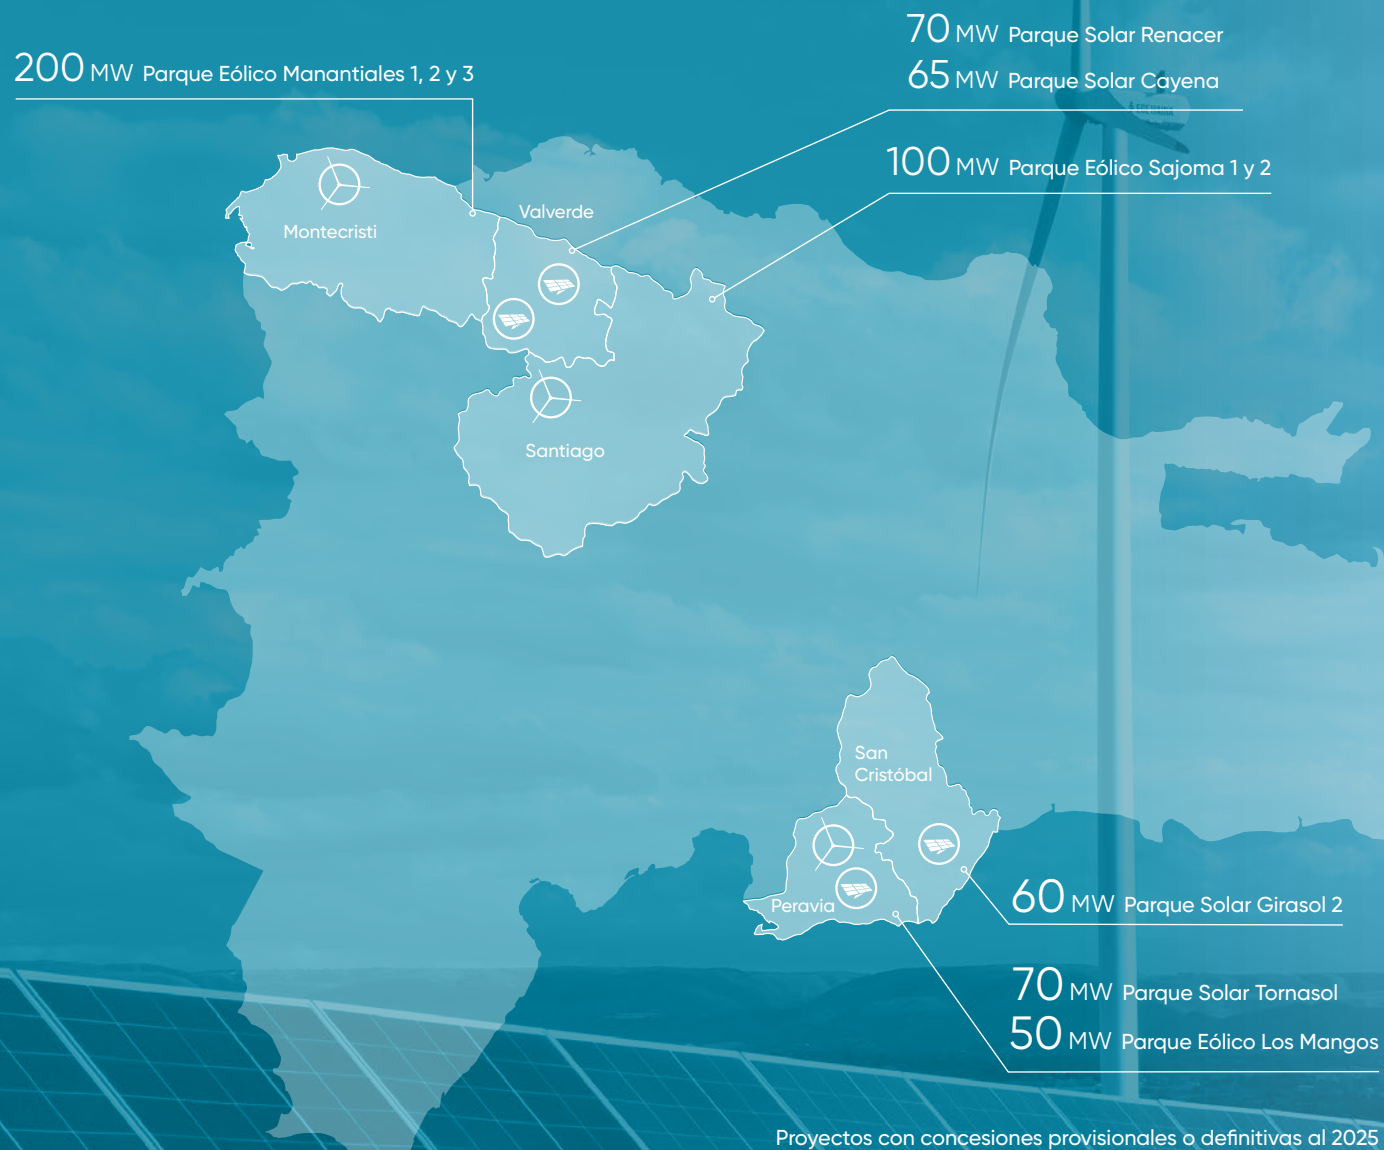 200 MW Parque Eólico Manantiales 1, 2 y 3
70 MW Parque Solar Renacer
65 MW Parque Solar Cayena
100 MW Parque Eólico Sajoma 1 y 2
Valverde
Montecristi
Santiago
San
Cristóbal
Peravia
60 MW Parque Solar Girasol 2
70 MW Parque Solar Tornasol
50 MW Parque Eólico Los Mangos
Proyectos con concesiones provisionales o definitivas al 2025